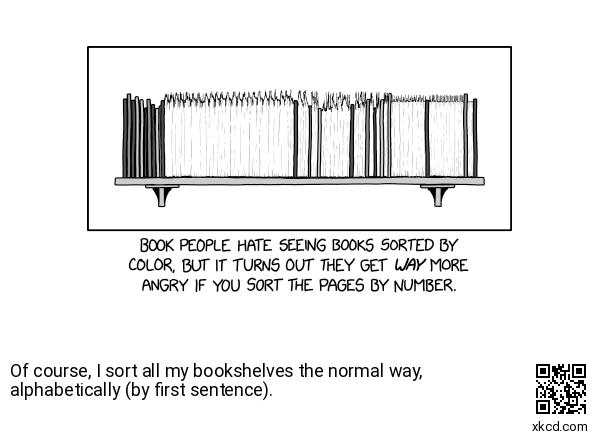 BOOK PEOPLE HATE SEEING BOOKS SORTED BY
COLOR, BUT IT TURNS OUT THEY GET WAY MORE
ANGRY IF YOU SORT THE PAGES BY NUMBER.
Of course, I sort all my bookshelves the normal way,
alphabetically (by first sentence).
xkcd.com